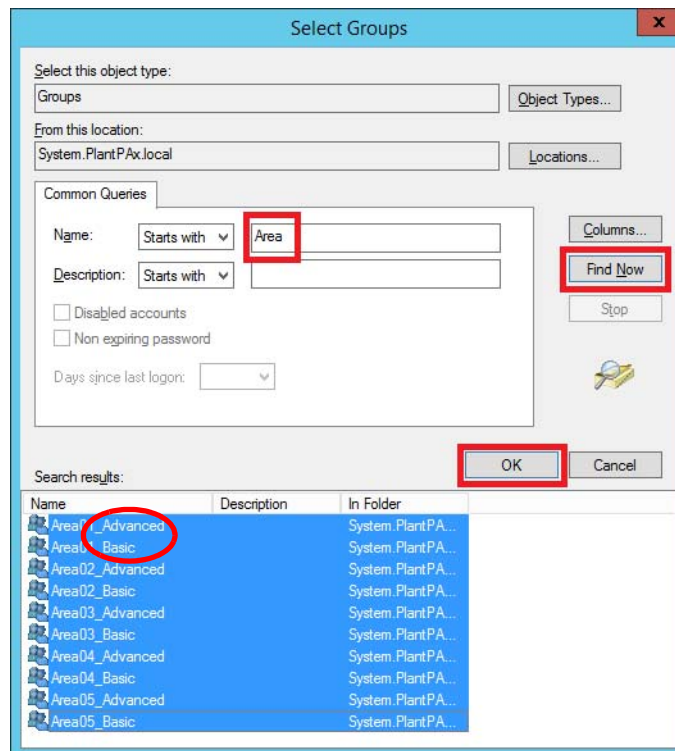 Select Groups
x
Select this object type:
Groups
Object Types...
From this location:
System.PlantPAx.local
Locations...
Common Queries
Name:
Starts with
Area
Columns...
Description:
Starts with
Find Now
Disabled accounts
Stop
Non expiring password
Days since last logon:
OK
Cancel
Search results:
Name Description In Folder
Area01_Advanced System.PlantPA...
Area01_Basic System.PlantPA...
Area02_Advanced System.PlantPA...
Area02_Basic System.PlantPA...
Area03_Advanced System.PlantPA...
Area03_Basic System.PlantPA...
Area04_Advanced System.PlantPA...
Area04_Basic System.PlantPA...
Area05_Advanced System.PlantPA...
Area05_Basic System.PlantPA...